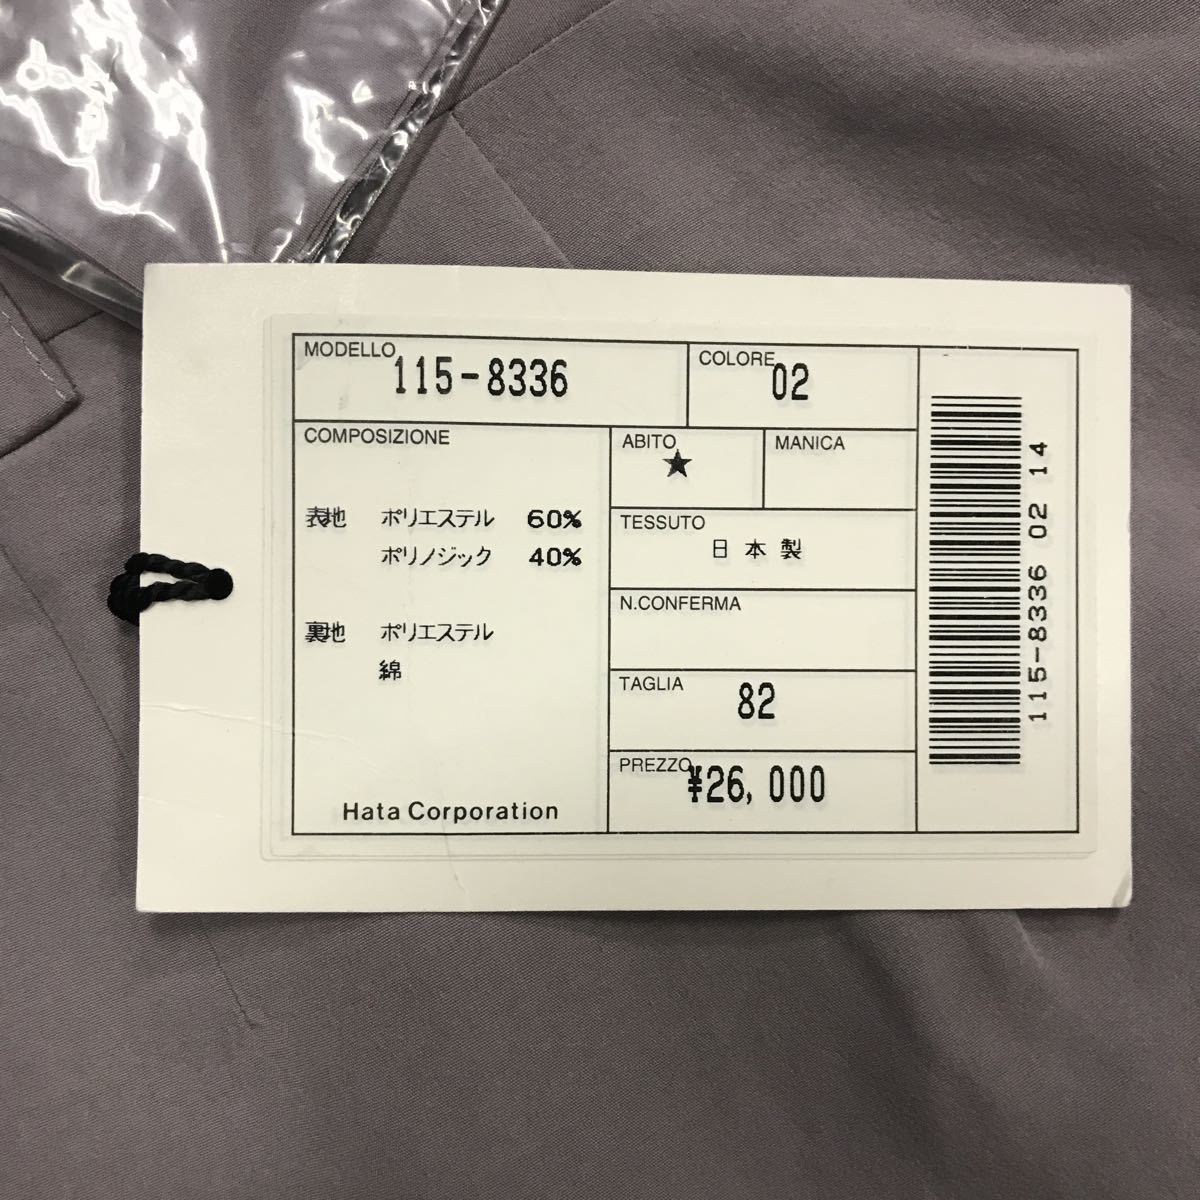 MODELLO 115-8336
COLORE 02
COMPOSIZIONE
表地 ポリエステル 60%
ポリノジック 40%
裏地 ポリエステル
綿
Hata Corporation
ABITO ★
MANICA
TESSUTO
日本製
N.CONFERMA
TAGLIA 82
PREZZO ¥26,000
115-8336 02 14